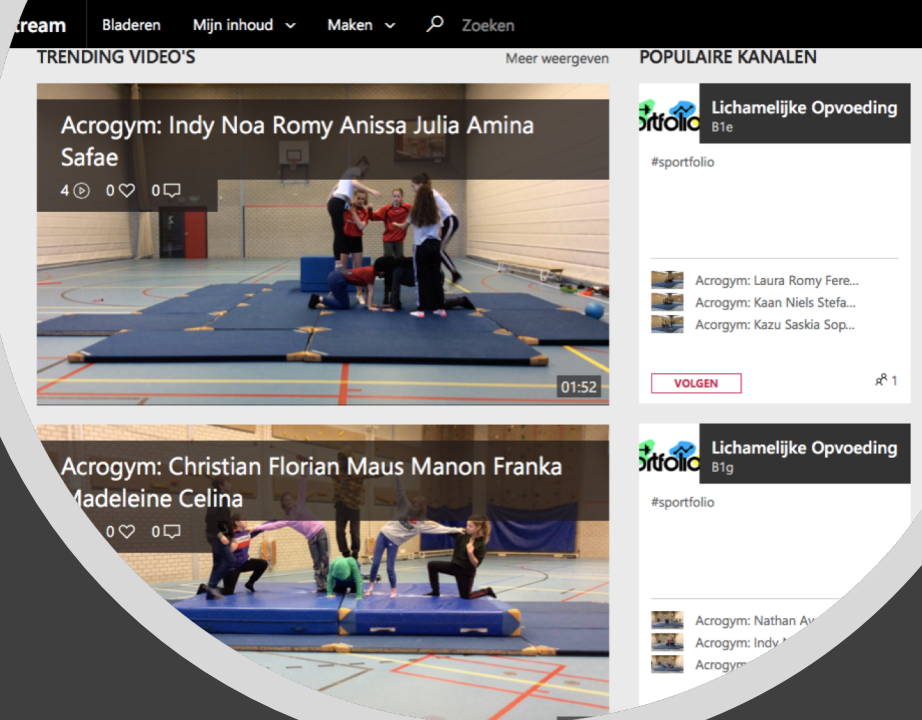 tream Bladeren Mijn inhoud Maken Zoeken
TRENDING VIDEO'S Meer weergeven
Acrogym: Indy Noa Romy Anissa Julia Amina
Safae
4 0 0
01:52
Acrogym: Christian Florian Maus Manon Franka
Madeleine Celina
0 0
POPULAIRE KANALEN
rtfolio
Lichamelijke Opvoeding
B1e
#sportfolio
Acrogym: Laura Romy Fere...
Acrogym: Kaan Niels Stefa...
Acorgym: Kazu Saskia Sop...
VOLGEN 1
rtfolio
Lichamelijke Opvoeding
B1g
#sportfolio
Acrogym: Nathan Av
Acrogym: Indy
Acrogym